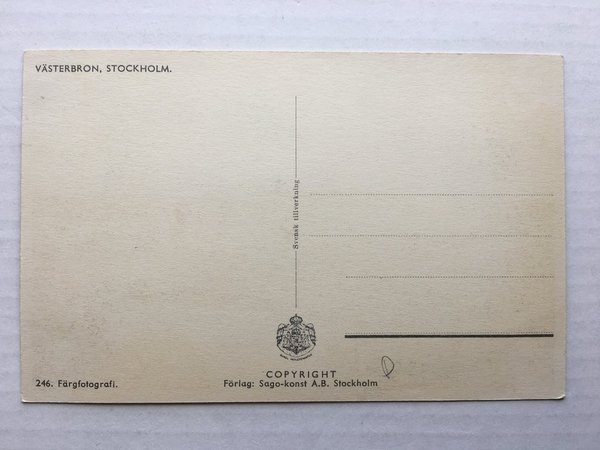 VÄSTERBRON, STOCKHOLM.
Svensk tillverkning
COPYRIGHT
246. Färgfotografi.
Förlag: Sago-konst A.B. Stockholm